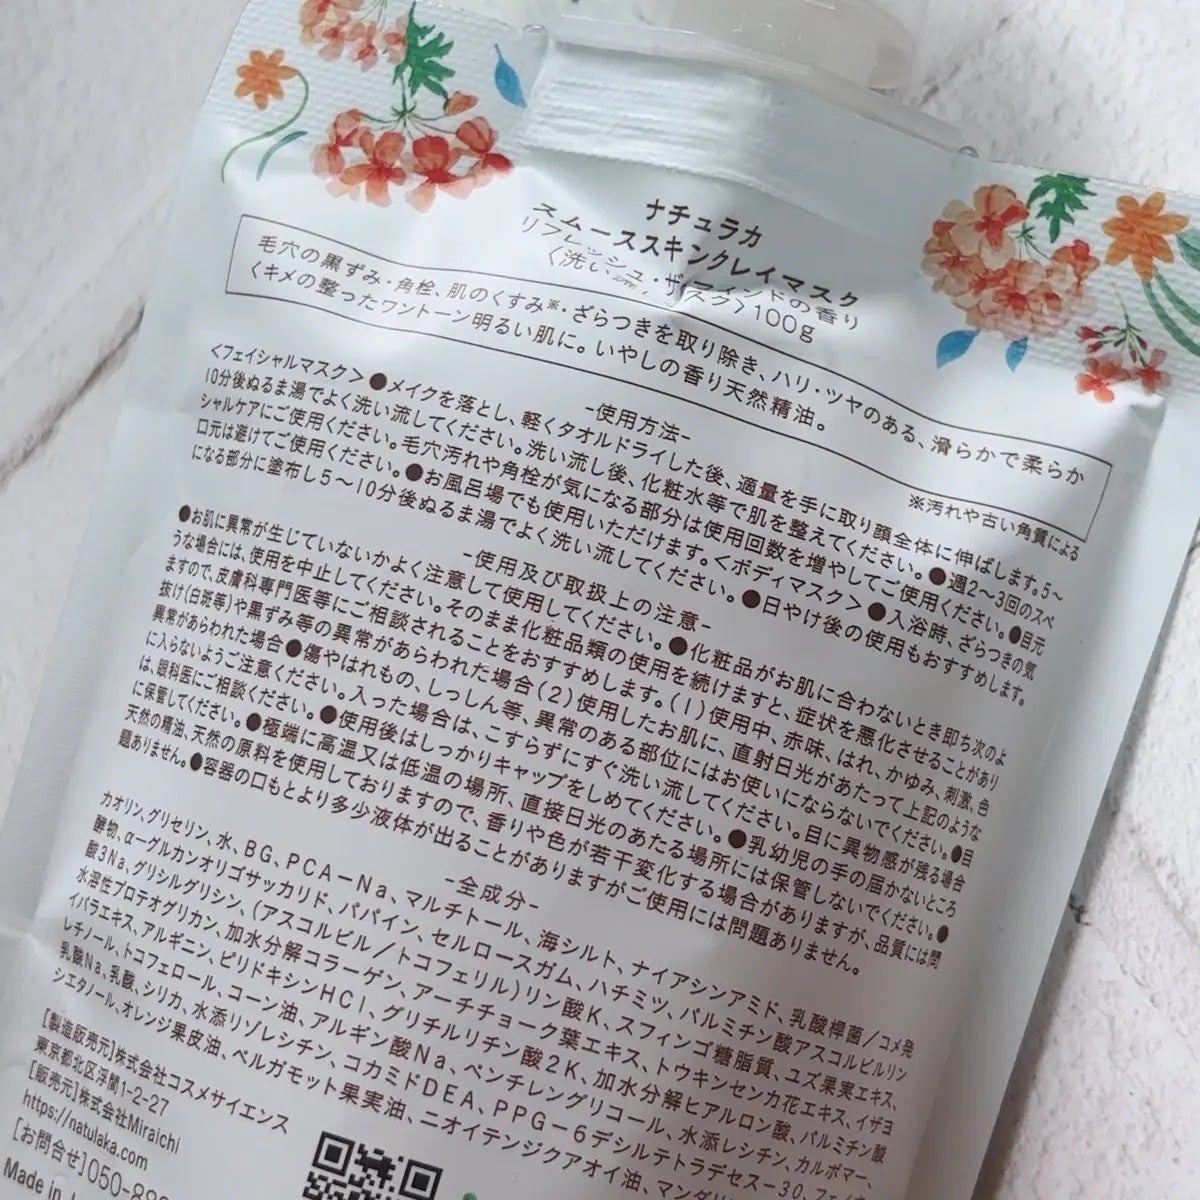 ナチュラカ
スムーススキンクレイマスク
リフレッシュ・ザ・マインドの香り
〈洗い流すマスク〉100g
毛穴の黒ずみ・角栓、肌のくすみ※・ざらつきを取り除き、ハリ・ツヤのある、滑らかで柔らか
くキメの整ったワントーン明るい肌に。いやしの香り天然精油。
※汚れや古い角質による
-使用方法-
<フェイシャルマスク>●メイクを落とし、軽くタオルドライした後、適量を手に取り顔全体に伸ばします。5〜
10分後ぬるま湯でよく洗い流してください。洗い流し後、化粧水等で肌を整えてください。●週2〜3回のスペ
シャルケアにご使用ください。毛穴汚れや角栓が気になる部分は使用回数を増やしてご使用ください。●目元
口元は避けてご使用ください。●お風呂場でも使用いただけます。<ボディマスク>●入浴時、ざらつきの気
になる部分に塗布し5〜10分後ぬるま湯でよく洗い流してください。●日やけ後の使用もおすすめします。
-使用及び取扱上の注意-
●お肌に異常が生じていないかよく注意して使用してください。●化粧品がお肌に合わないとき即ち次のよ
うな場合には、使用を中止してください。そのまま化粧品類の使用を続けますと、症状を悪化させることがあり
ますので、皮膚科専門医等にご相談されることをおすすめします。(1)使用中、赤味、はれ、かゆみ、刺激、色
抜け(白斑等)や黒ずみ等の異常があらわれた場合(2)使用したお肌に、直射日光があたって上記のような
異常があらわれた場合●傷やはれもの、しっしん等、異常のある部位にはお使いにならないでください。●目
に入らないようご注意ください。入った場合は、こすらずにすぐ洗い流してください。目に異物感が残る場合
は、眼科医にご相談ください。●使用後はしっかりキャップをしめてください。●乳幼児の手の届かないところ
に保管してください。●極端に高温又は低温の場所、直接日光のあたる場所には保管しないでください。●
天然の精油、天然の原料を使用しておりますので、香りや色が若干変化する場合がありますが、品質には問
題ありません。●容器の口もとより多少液体が出ることがありますがご使用には問題ありません。
-全成分-
カオリン、グリセリン、水、BG、PCA−Na、マルチトール、海シルト、ナイアシンアミド、乳酸桿菌/コメ発
酵物、α−グルカンオリゴサッカリド、パパイン、セルロースガム、ハチミツ、パルミチン酸アスコルビルリン
酸3Na、グリシルグリシン、(アスコルビル/トコフェリル)リン酸K、スフィンゴ糖脂質、ユズ果実エキス、
水溶性プロテオグリカン、加水分解コラーゲン、アーチチョーク葉エキス、トウキンセンカ花エキス、イザヨ
イバラエキス、アルギニン、ピリドキシンHCl、グリチルリチン酸2K、加水分解ヒアルロン酸、パルミチン酸
レチノール、トコフェロール、コーン油、アルギン酸Na、ペンチレングリコール、水添レシチン、カルボマー、
乳酸Na、乳酸、シリカ、水添リゾレシチン、コカミドDEA、PPG−6デシルテトラデセス−30、フェノキ
シエタノール、オレンジ果皮油、ベルガモット果実油、ニオイテンジクアオイ油、マンダリン
[製造販売元]株式会社コスメサイエンス
東京都北区浮間1-2-27
[販売元]株式会社Miraichi
https://natulaka.com
[お問合せ]050-88
Made in